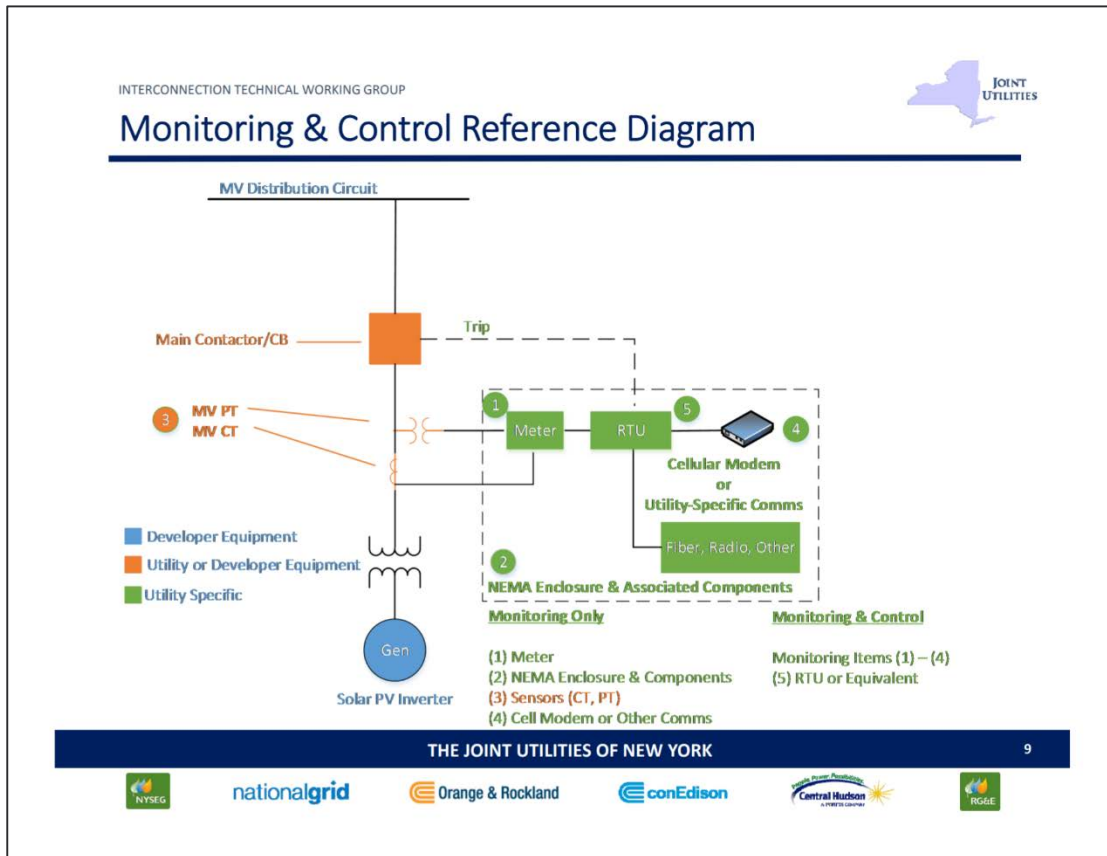 INTERCONNECTION TECHNICAL WORKING GROUP
JOINT
UTILITIES
Monitoring & Control Reference Diagram
MV Distribution Circuit
Main Contactor/CB
Trip
3
MV PT
MV CT
1
Meter
RTU
5
4
Cellular Modem
or
Utility-Specific Comms
Fiber, Radio, Other
2
NEMA Enclosure & Associated Components
Developer Equipment
Utility or Developer Equipment
Utility Specific
Gen
Solar PV Inverter
Monitoring Only
(1) Meter
(2) NEMA Enclosure & Components
(3) Sensors (CT, PT)
(4) Cell Modem or Other Comms
Monitoring & Control
Monitoring Items (1) – (4)
(5) RTU or Equivalent
THE JOINT UTILITIES OF NEW YORK
9
NYSEG
nationalgrid
Orange & Rockland
conEdison
People. Power. Possibilities.
Central Hudson
A FORTIS COMPANY
RG&E